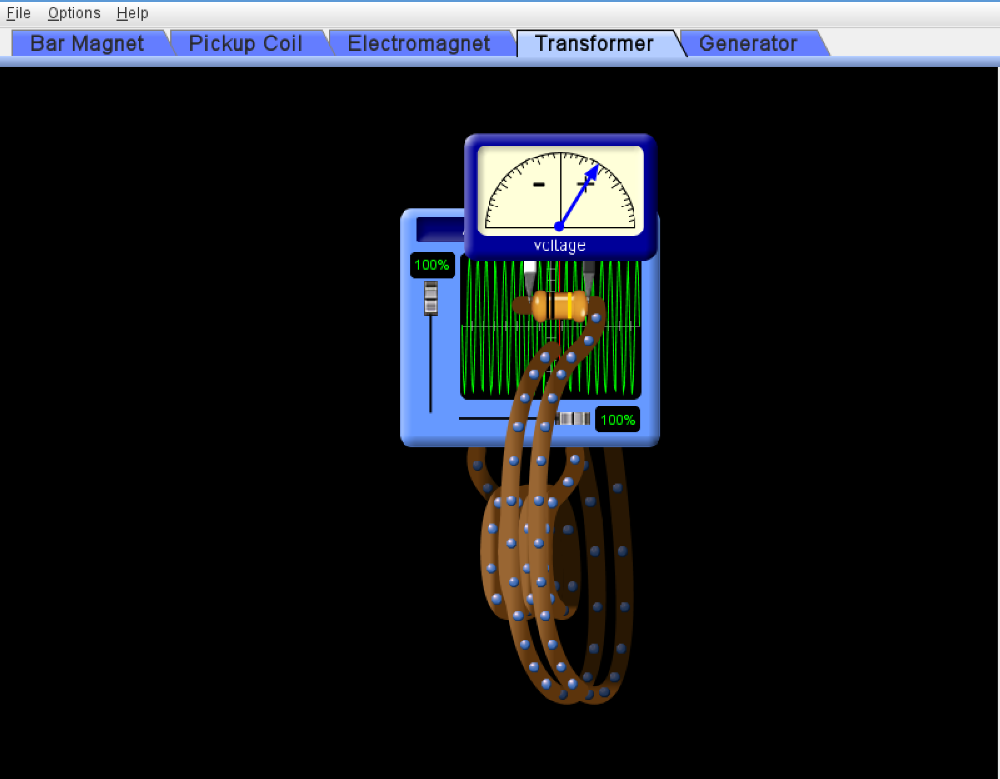 File Options Help
Bar Magnet Pickup Coil Electromagnet Transformer Generator
- +
voltage
100%
100%